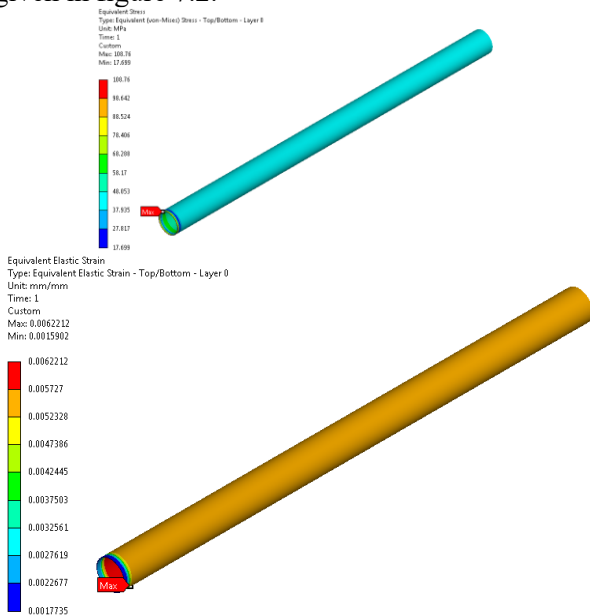 given in figure 7.2.
Equivalent Stress
Type: Equivalent (von-Mises) Stress - Top/Bottom - Layer 0
Unit: MPa
Time: 1
Custom
Max: 108.76
Min: 17.699
108.76
98.642
88.524
78.406
68.288
58.17
48.053
37.935
27.817
17.699
Max
Equivalent Elastic Strain
Type: Equivalent Elastic Strain - Top/Bottom - Layer 0
Unit: mm/mm
Time: 1
Custom
Max: 0.0062212
Min: 0.0015902
0.0062212
0.005727
0.0052328
0.0047386
0.0042445
0.0037503
0.0032561
0.0027619
0.0022677
0.0017735
Max